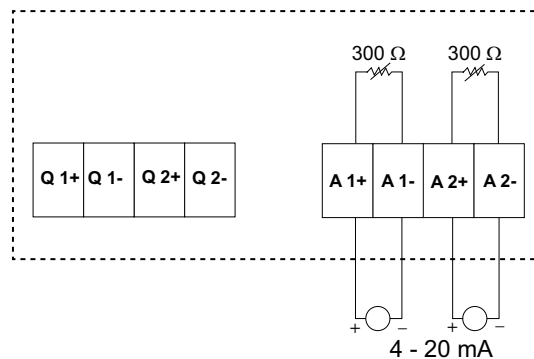 300 Ω 300 Ω
Q 1+ Q 1- Q 2+ Q 2- A 1+ A 1- A 2+ A 2-
+ − + −
4 - 20 mA